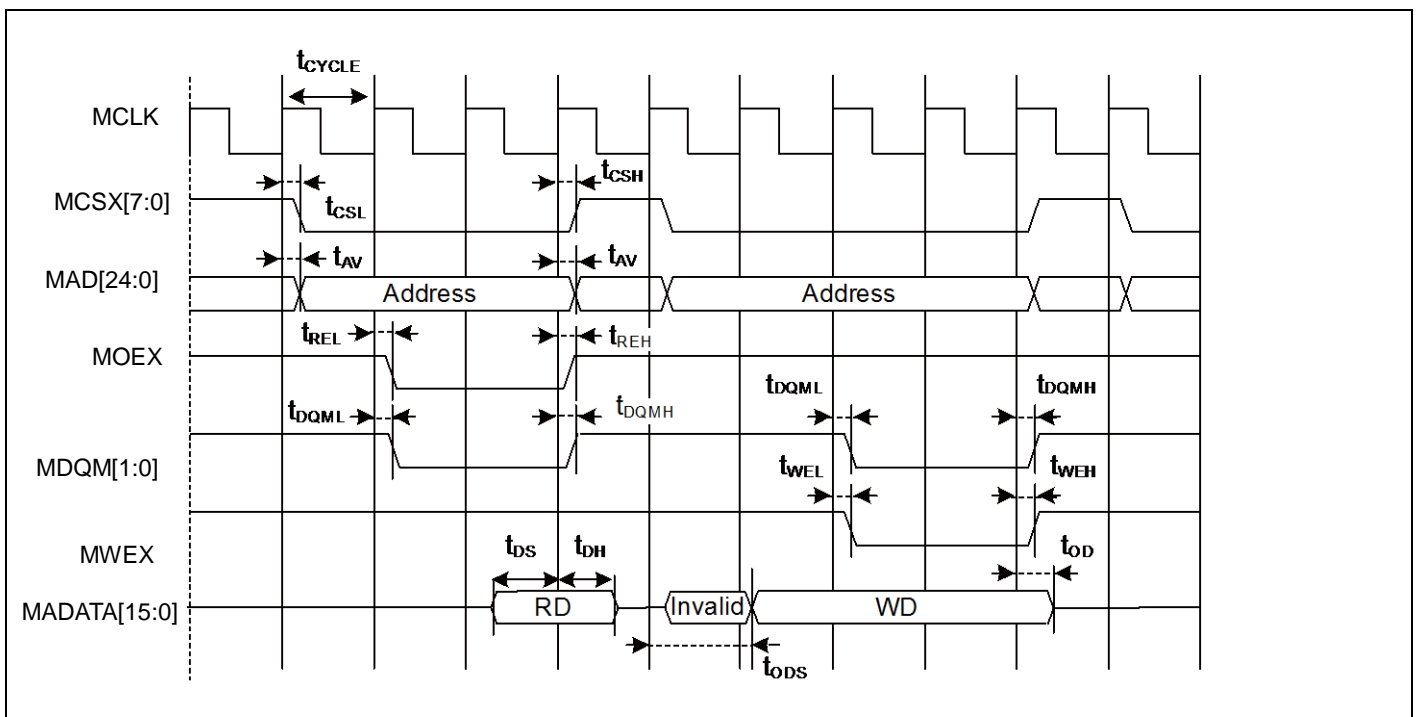 tCYCLE
MCLK
tCSH
MCSX[7:0]
tCSL
tAV
tAV
MAD[24:0]
Address
Address
tREL
tREH
MOEX
tDQML
tDQMH
tDQML
tDQMH
MDQM[1:0]
tWEL
tWEH
MWEX
tDS
tDH
tOD
MADATA[15:0]
RD
Invalid
WD
tODS